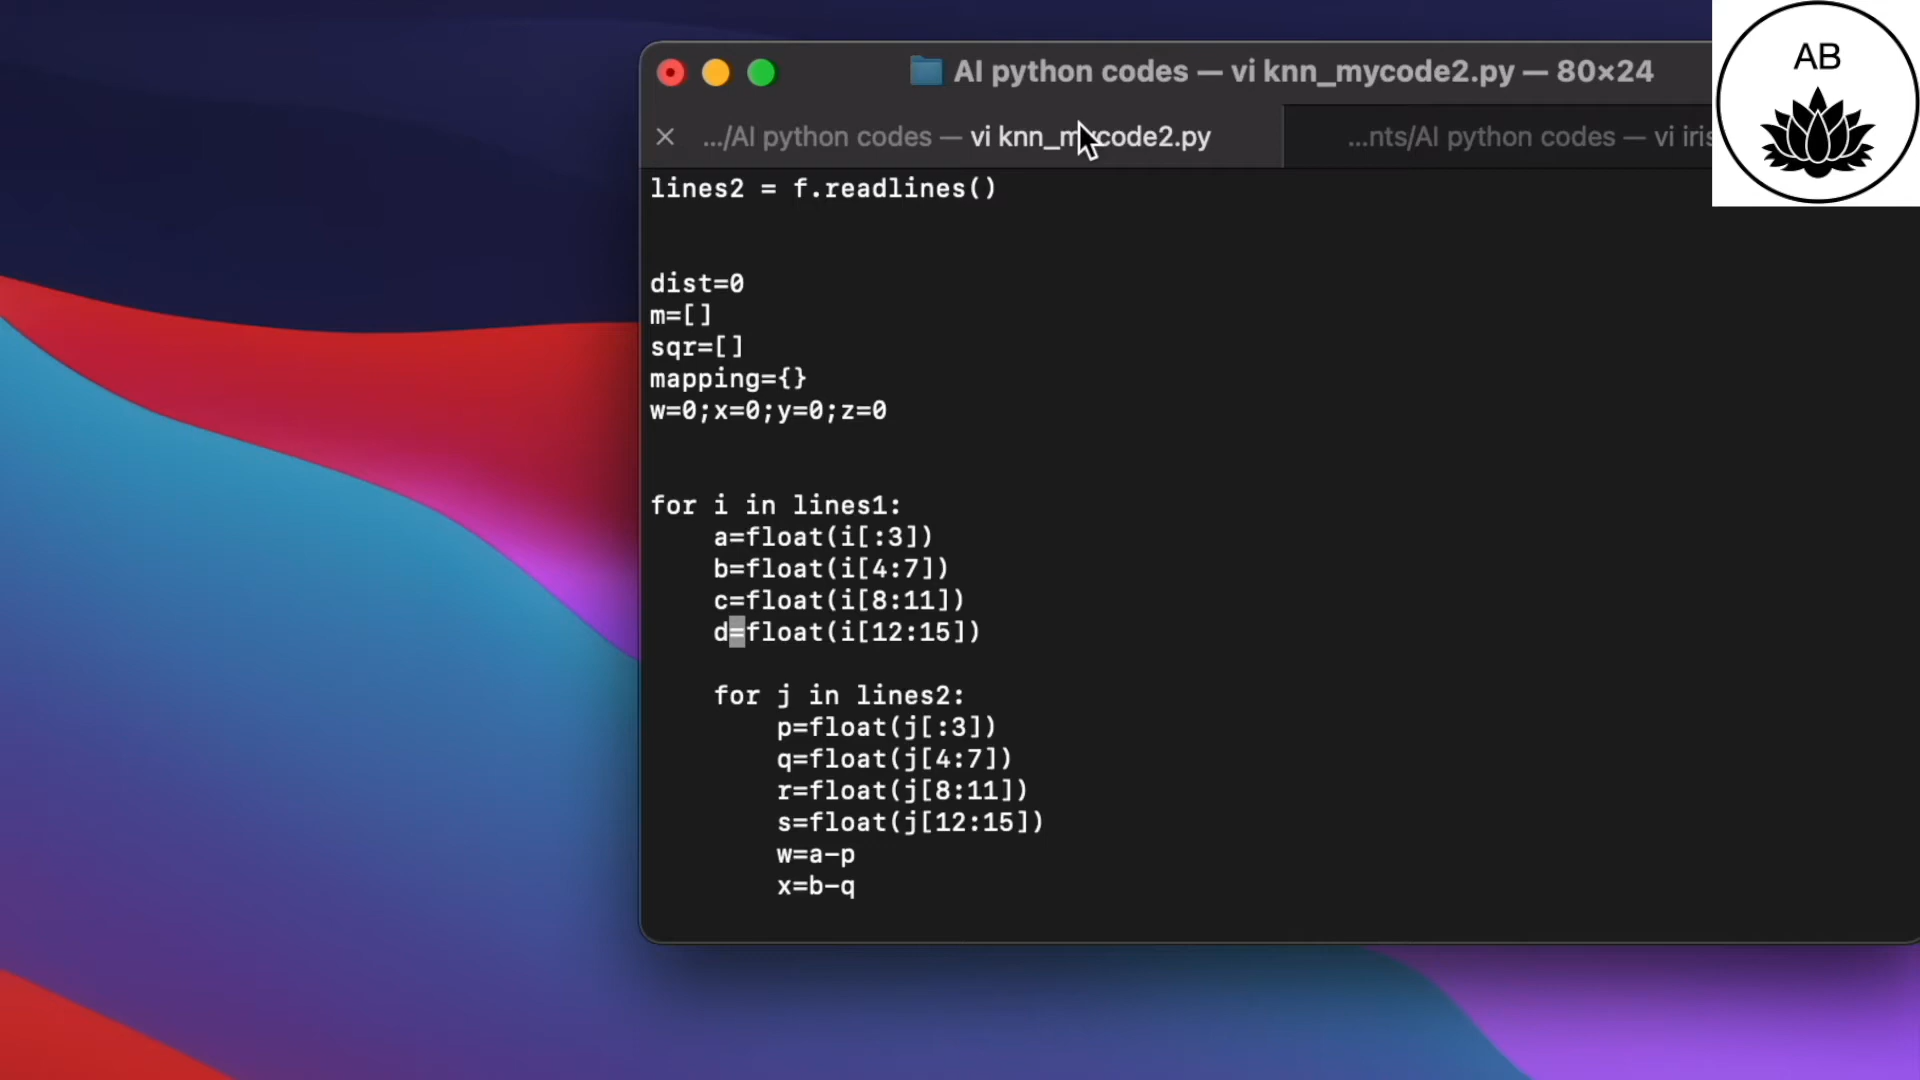 AI python codes — vi knn_mycode2.py — 80×24
AB
.../AI python codes — vi knn_mycode2.py
...nts/AI python codes — vi iris
lines2 = f.readlines()
dist=0
m=[]
sqr=[]
mapping={}
w=0;x=0;y=0;z=0
for i in lines1:
    a=float(i[:3])
    b=float(i[4:7])
    c=float(i[8:11])
    d=float(i[12:15])
    for j in lines2:
        p=float(j[:3])
        q=float(j[4:7])
        r=float(j[8:11])
        s=float(j[12:15])
        w=a-p
        x=b-q